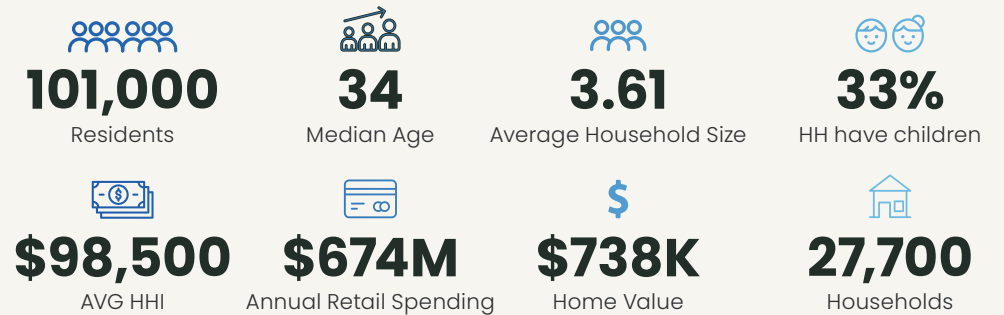 101,000
Residents
34
Median Age
3.61
Average Household Size
33%
HH have children
$98,500
AVG HHI
$674M
Annual Retail Spending
$738K
Home Value
27,700
Households